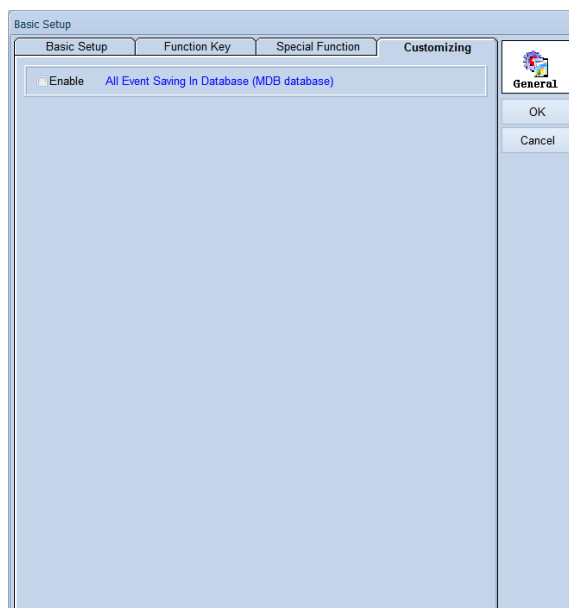 Basic Setup
Basic Setup Function Key Special Function Customizing
Enable All Event Saving In Database (MDB database)
General
OK
Cancel